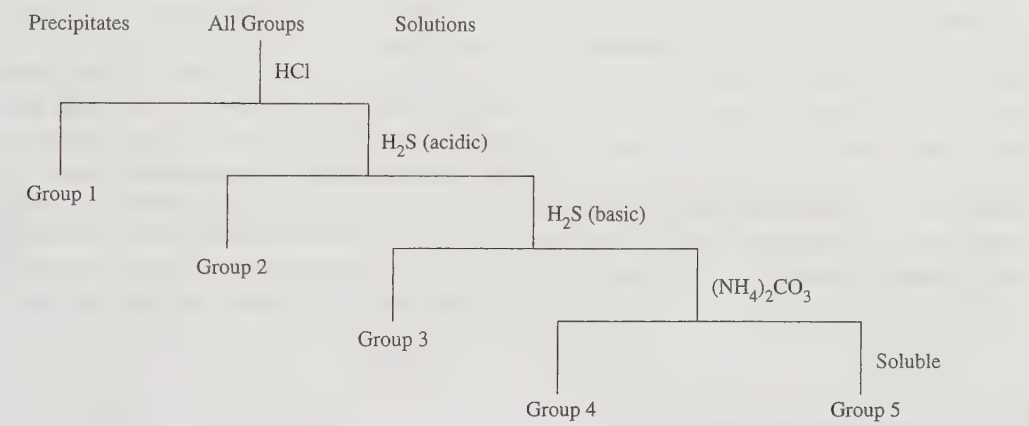 Precipitates All Groups Solutions
HCl
H₂S (acidic)
Group 1
H₂S (basic)
Group 2
(NH₄)₂CO₃
Group 3
Soluble
Group 4 Group 5